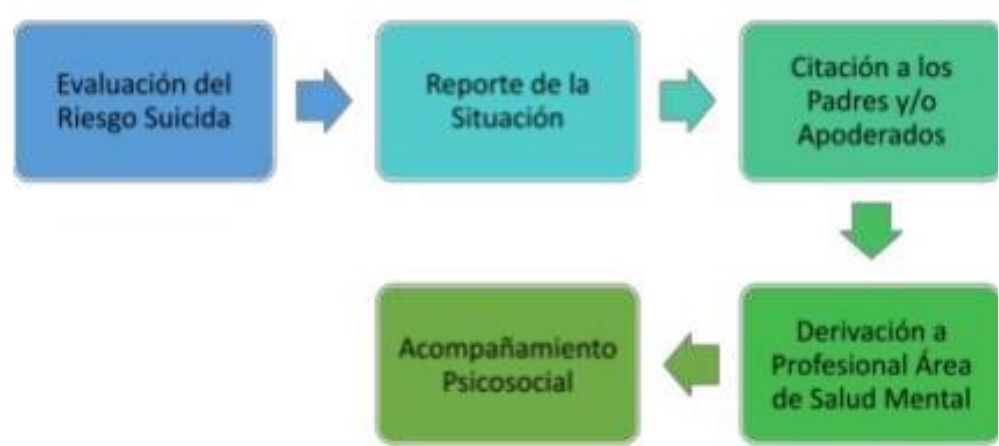 Evaluación del
Riesgo Suicida
Reporte de la
Situación
Citación a los
Padres y/o
Apoderados
Derivación a
Profesional Área
de Salud Mental
Acompañamiento
Psicosocial